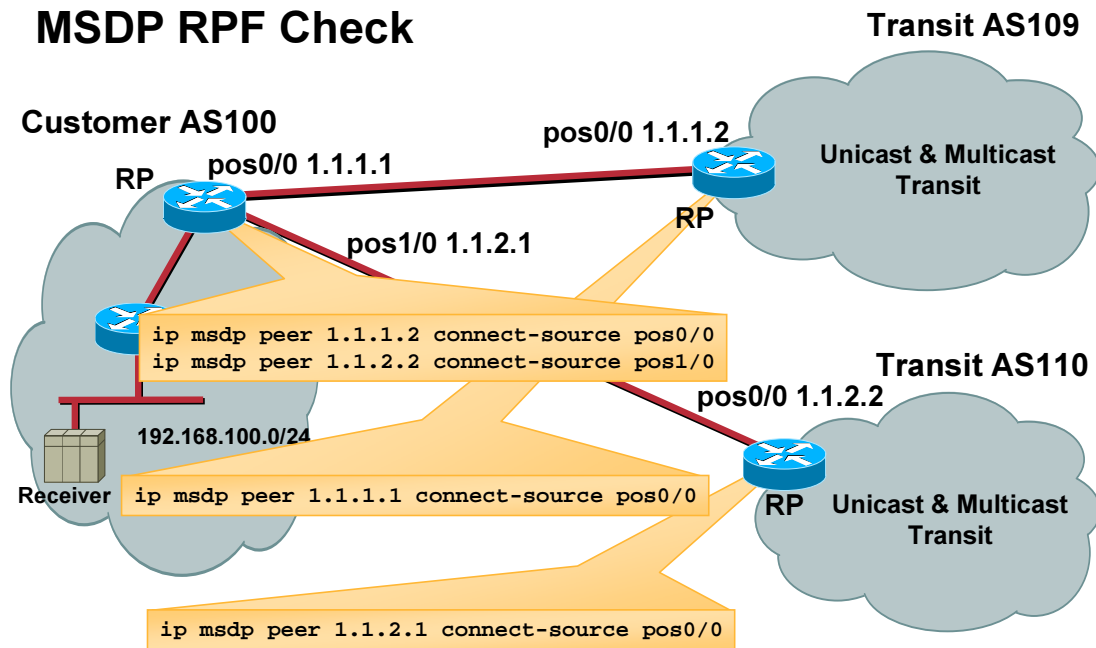 MSDP RPF Check
Transit AS109
Customer AS100
pos0/0 1.1.1.2
pos0/0 1.1.1.1
RP
Unicast & Multicast
Transit
RP
pos1/0 1.1.2.1
ip msdp peer 1.1.1.2 connect-source pos0/0
ip msdp peer 1.1.2.2 connect-source pos1/0
Transit AS110
pos0/0 1.1.2.2
192.168.100.0/24
Receiver
ip msdp peer 1.1.1.1 connect-source pos0/0
RP
Unicast & Multicast
Transit
ip msdp peer 1.1.2.1 connect-source pos0/0